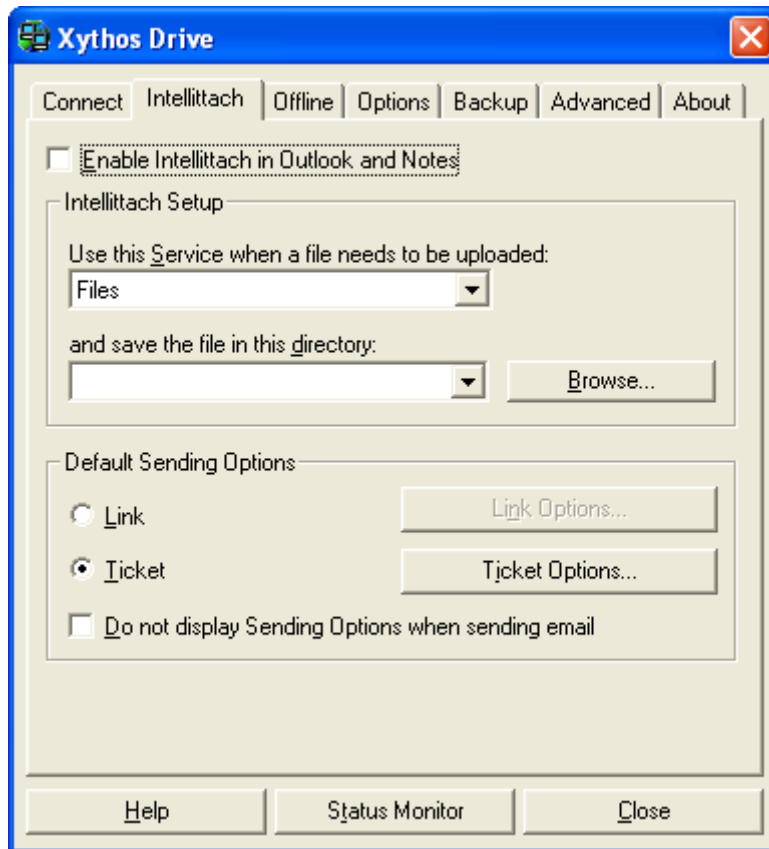 Xythos Drive
Connect Intellittach Offline Options Backup Advanced About
Enable Intellittach in Outlook and Notes
Intellittach Setup
Use this Service when a file needs to be uploaded:
Files
and save the file in this directory:
Browse...
Default Sending Options
Link Link Options...
Ticket Ticket Options...
Do not display Sending Options when sending email
Help Status Monitor Close